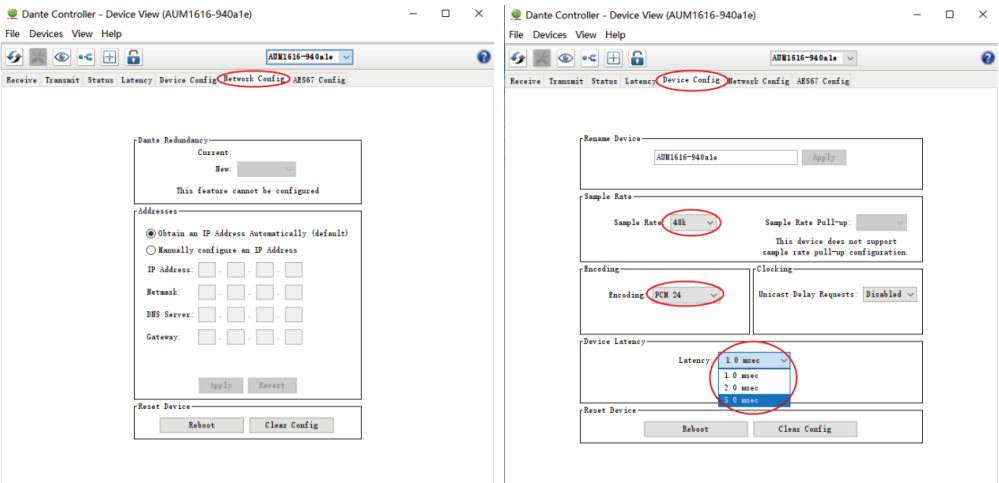 Dante Controller - Device View (AUM1616-940a1e)
File Devices View Help
AUM1616-940a1e
Receive Transmit Status Latency Device Config Network Config AES67 Config
Dante Redundancy
Current:
New:
This feature cannot be configured
Addresses
Obtain an IP Address Automatically (default)
Manually configure an IP Address
IP Address: . . .
Netmask: . . .
DNS Server: . . .
Gateway: . . .
Apply Revert
Reset Device
Reboot Clear Config
Dante Controller - Device View (AUM1616-940a1e)
File Devices View Help
AUM1616-940a1e
Receive Transmit Status Latency Device Config Network Config AES67 Config
Rename Device
AUM1616-940a1e Apply
Sample Rate
Sample Rate: 48k Sample Rate Pull-up:
This device does not support
sample rate pull-up configuration.
Encoding Clocking
Encoding: PCM 24 Unicast Delay Requests: Disabled
Device Latency
Latency: 1.0 msec
1.0 msec
2.0 msec
5.0 msec
Reset Device
Reboot Clear Config